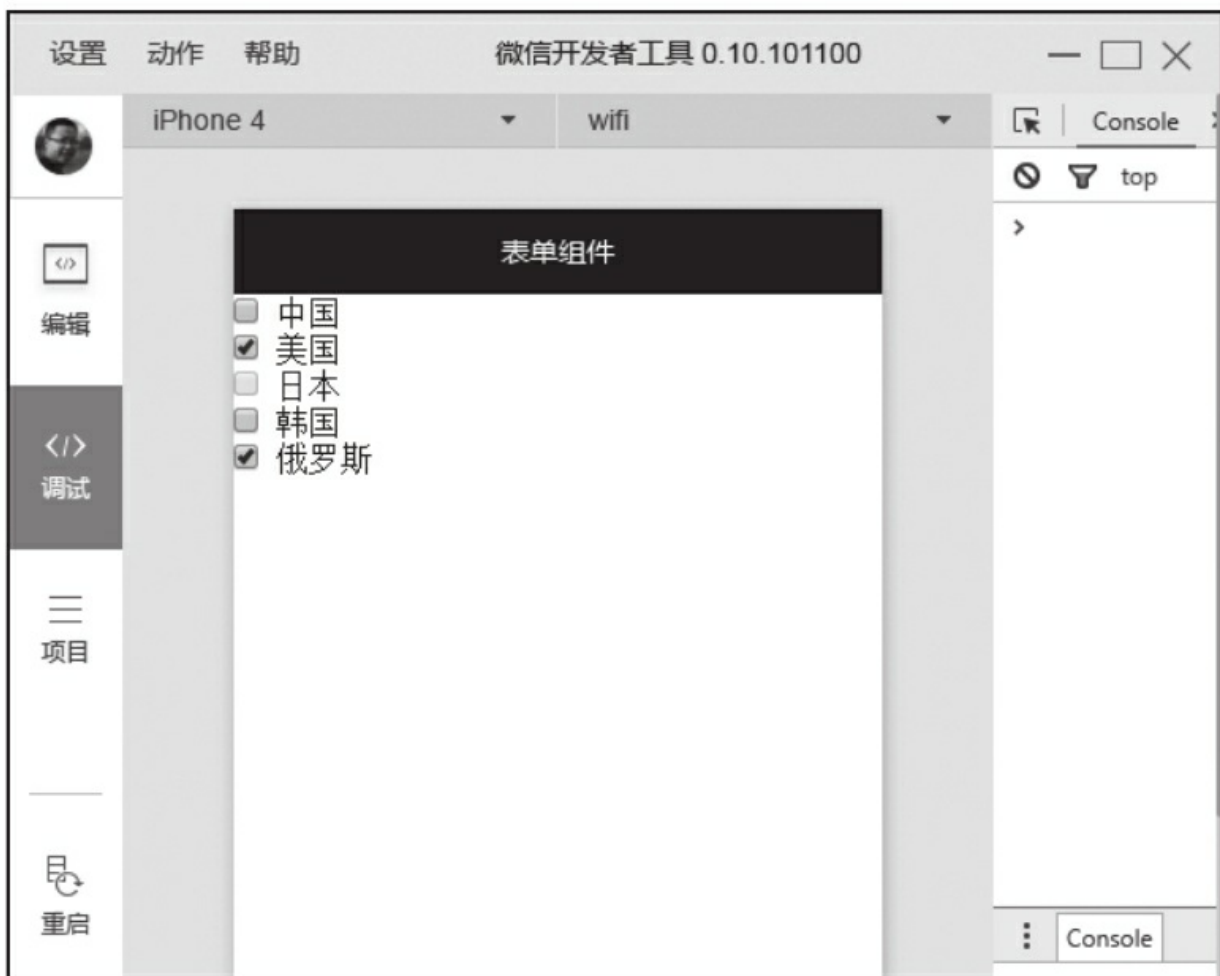 设置 动作 帮助 微信开发者工具 0.10.101100
iPhone 4 wifi Console
top
表单组件
中国
美国
日本
韩国
俄罗斯
编辑
调试
项目
重启
Console